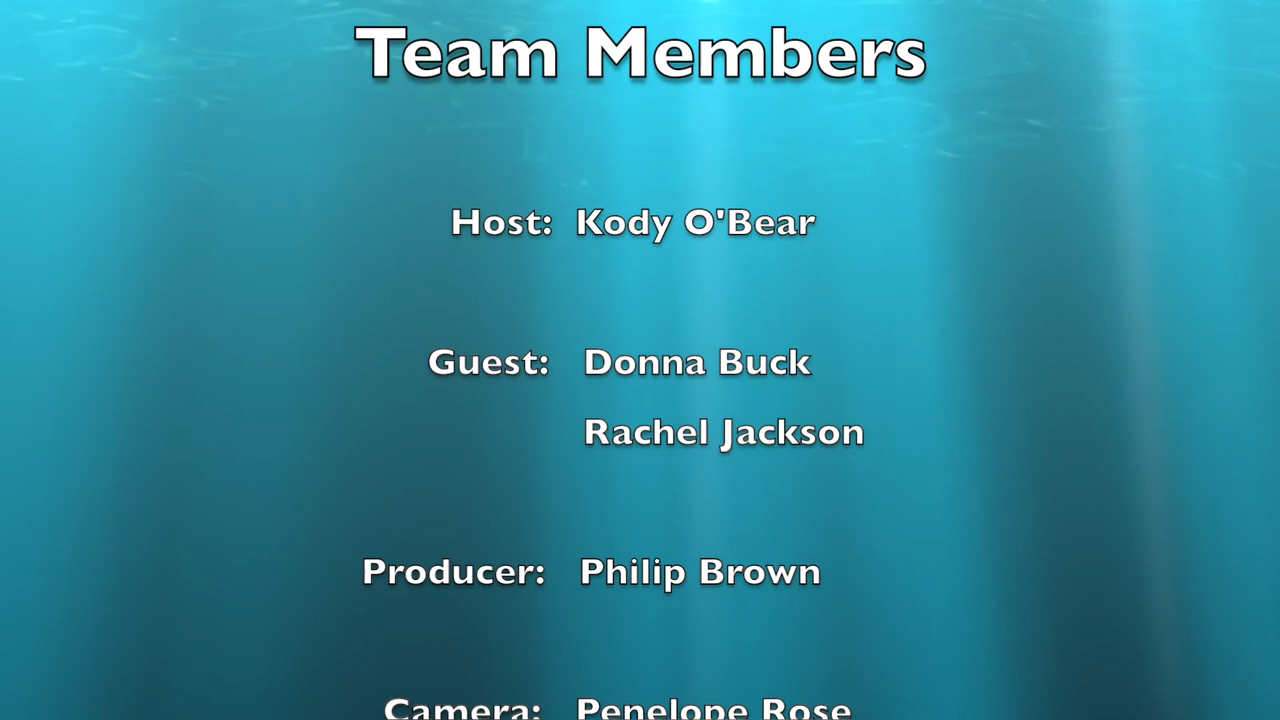 Team Members
Host: Kody O'Bear
Guest: Donna Buck
Rachel Jackson
Producer: Philip Brown
Camera: Penelope Rose